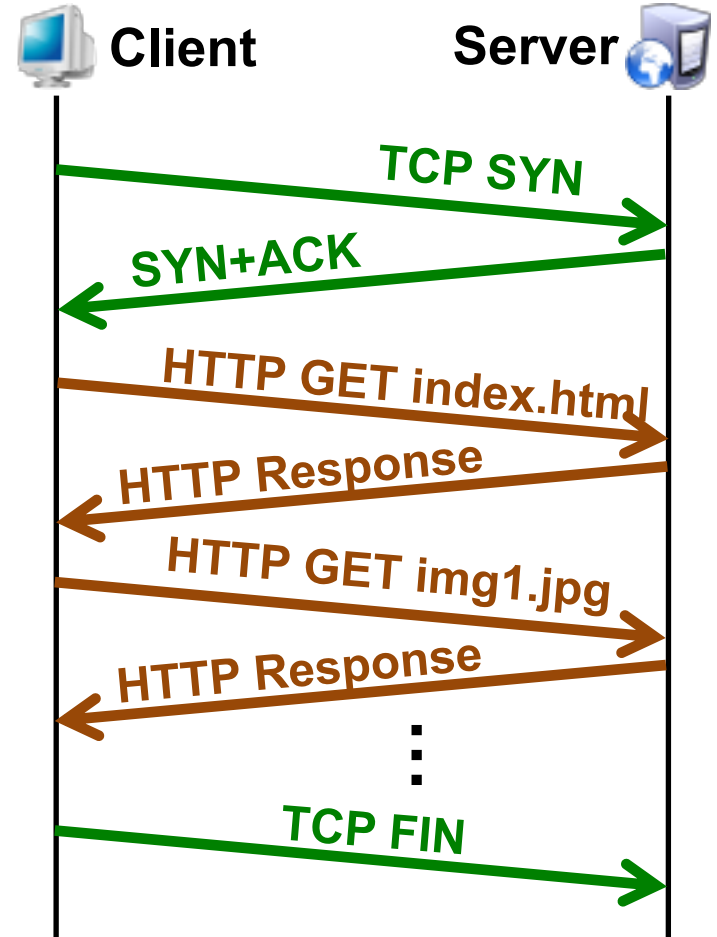 Client
Server
TCP SYN
SYN+ACK
HTTP GET index.html
HTTP Response
HTTP GET img1.jpg
HTTP Response
TCP FIN